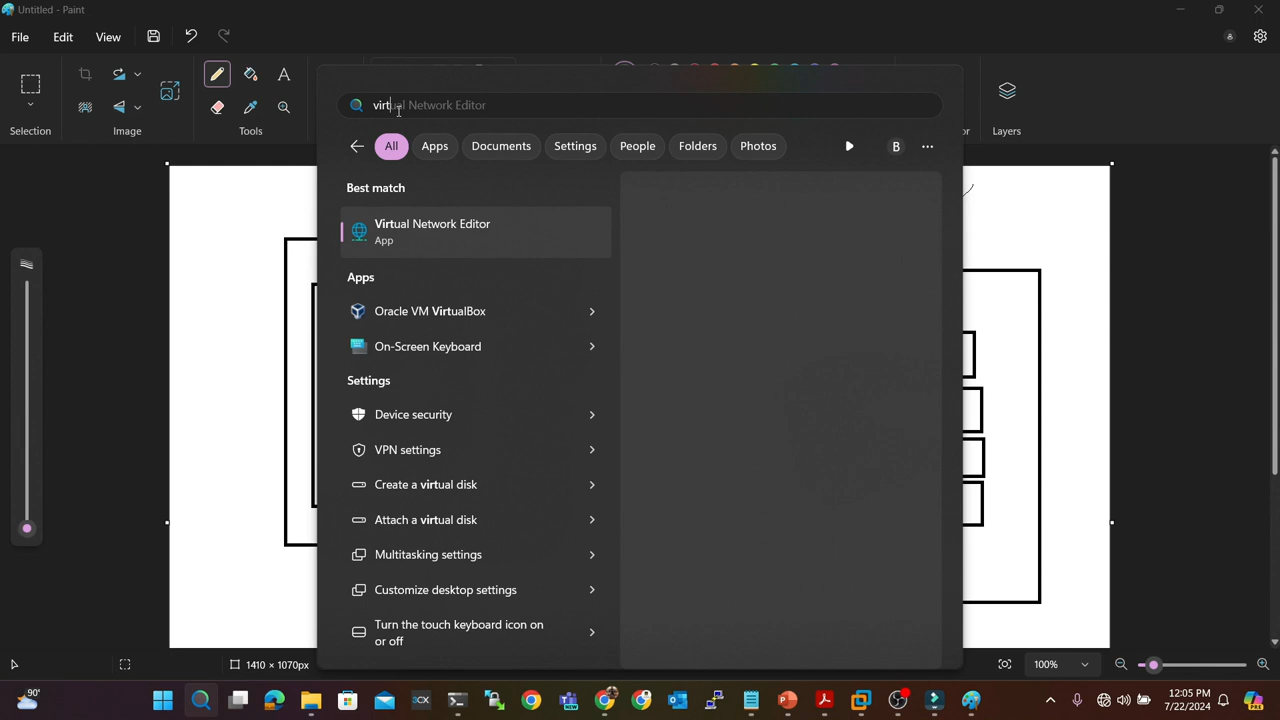 Untitled - Paint
File Edit View
Selection
Image
Tools
Layers
virtual Network Editor
All Apps Documents Settings People Folders Photos B
Best match
Virtual Network Editor
App
Apps
Oracle VM VirtualBox
On-Screen Keyboard
Settings
Device security
VPN settings
Create a virtual disk
Attach a virtual disk
Multitasking settings
Customize desktop settings
Turn the touch keyboard icon on
or off
1410 × 1070px
100%
90°
12:05 PM
7/22/2024